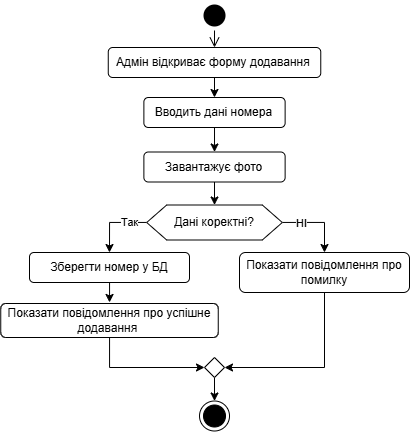 Адмін відкриває форму додавання
Вводить дані номера
Завантажує фото
Дані коректні?
Так
НІ
Зберегти номер у БД
Показати повідомлення про
помилку
Показати повідомлення про успішне
додавання